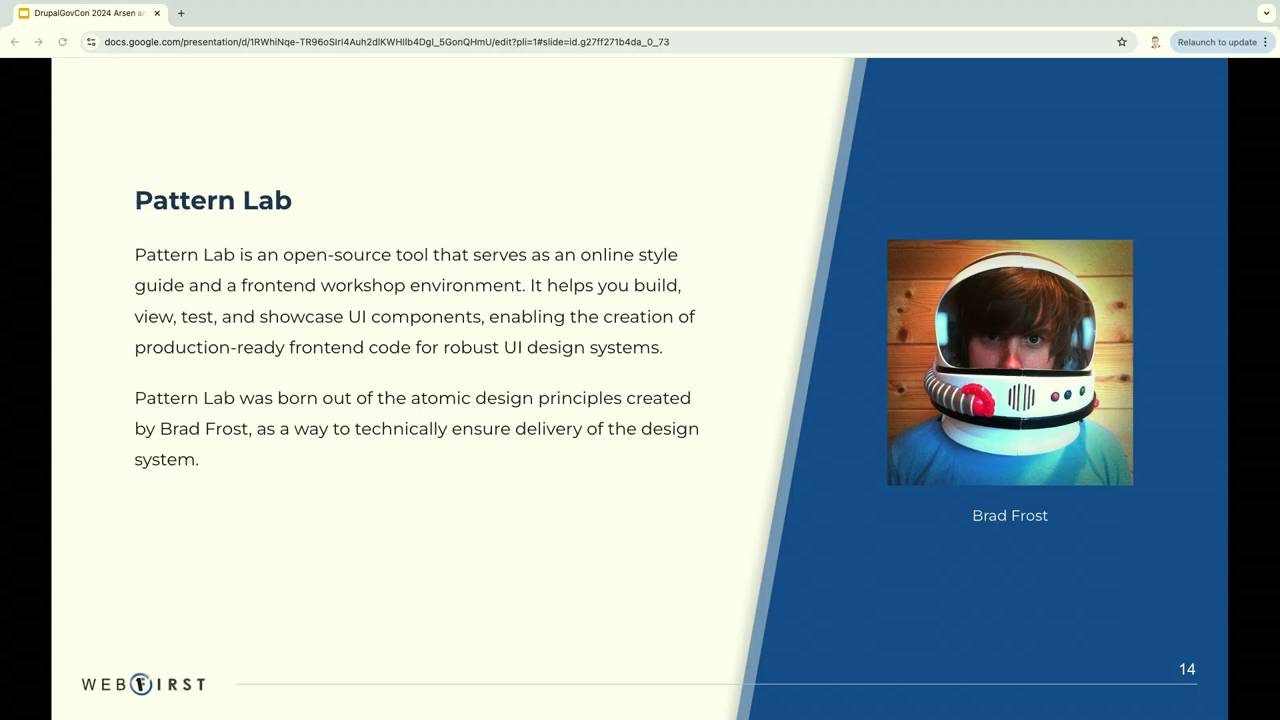 DrupalGovCon 2024 Arsen a
docs.google.com/presentation/d/1RWhiNqe-TR96oSIrI4Auh2dlKWHIlb4Dgl_5GonQHmU/edit?pli=1#slide=id.g27ff271b4da_0_73
Relaunch to update
Pattern Lab
Pattern Lab is an open-source tool that serves as an online style
guide and a frontend workshop environment. It helps you build,
view, test, and showcase UI components, enabling the creation of
production-ready frontend code for robust UI design systems.
Pattern Lab was born out of the atomic design principles created
by Brad Frost, as a way to technically ensure delivery of the design
system.
Brad Frost
14
WEBFIRST